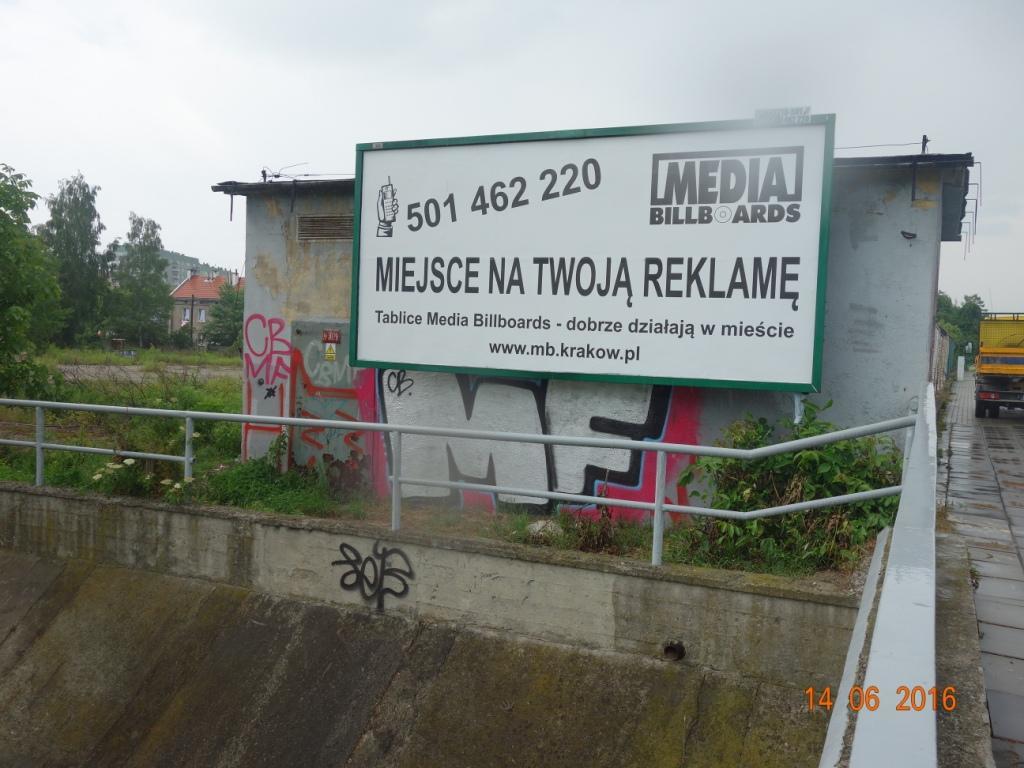 501 462 220
MEDIA
BILLBOARDS
MIEJSCE NA TWOJĄ REKLAMĘ
Tablice Media Billboards - dobrze działają w mieście
www.mb.krakow.pl
CB
14 06 2016